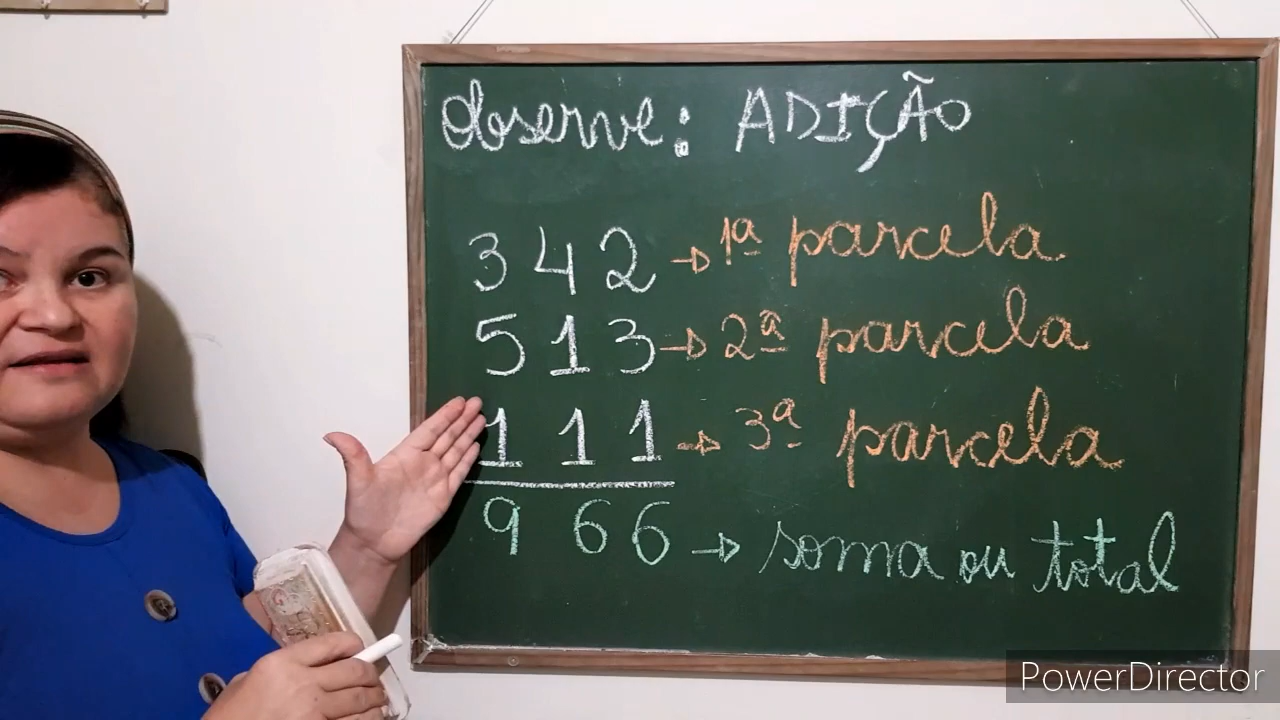 Observe: ADIÇÃO
342 → 1ª parcela.
513 → 2ª parcela
111 → 3ª parcela
966 → soma ou total
PowerDirector